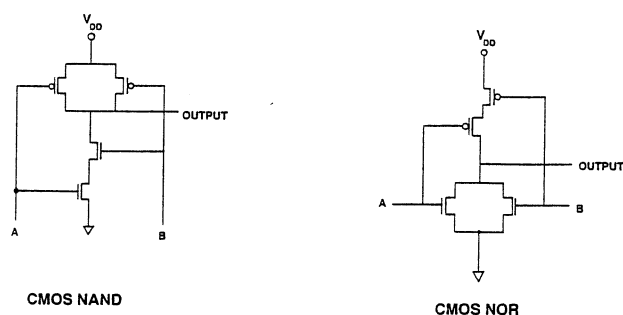 VDD
OUTPUT
A
B
CMOS NAND
VDD
OUTPUT
A
B
CMOS NOR